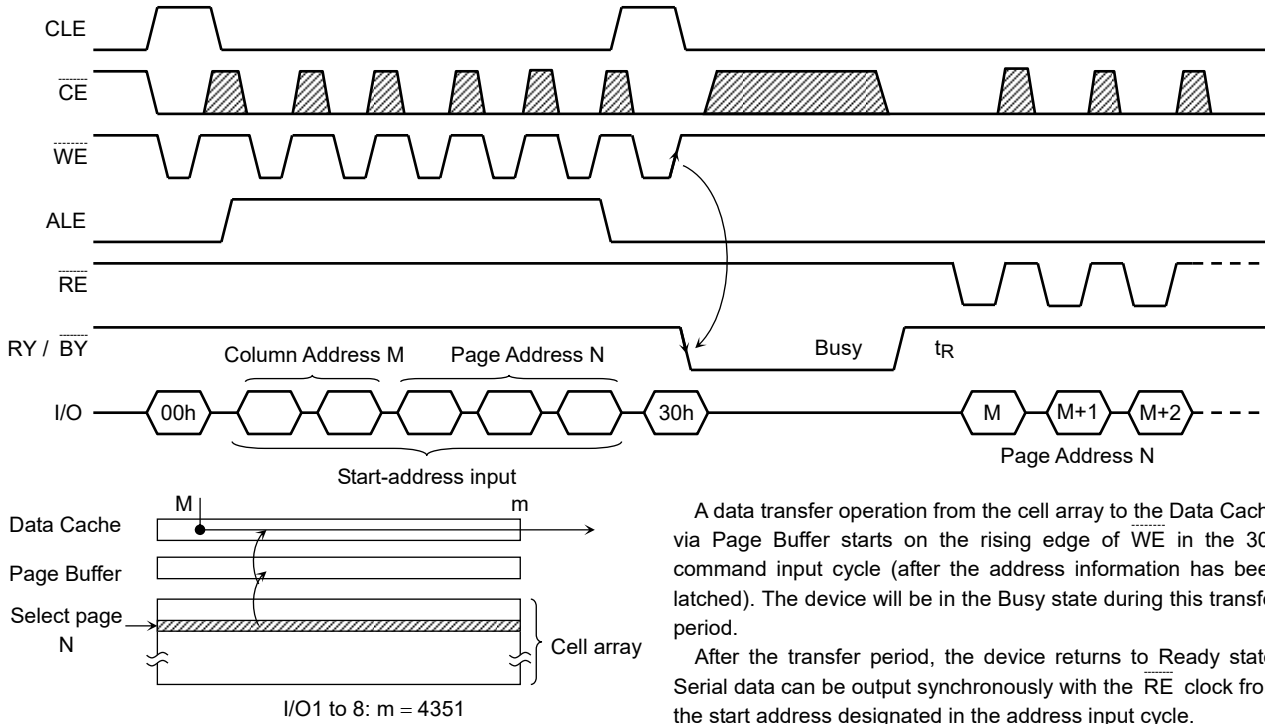 CLE
CE
WE
ALE
RE
RY / BY
Busy
tR
Column Address M
Page Address N
I/O
00h
30h
M
M+1
M+2
Start-address input
Page Address N
M
m
Data Cache
Page Buffer
Select page
N
Cell array
I/O1 to 8: m = 4351
A data transfer operation from the cell array to the Data Cach
via Page Buffer starts on the rising edge of WE in the 30
command input cycle (after the address information has bee
latched). The device will be in the Busy state during this transfe
period.
After the transfer period, the device returns to Ready state
Serial data can be output synchronously with the RE clock fro
the start address designated in the address input cycle.